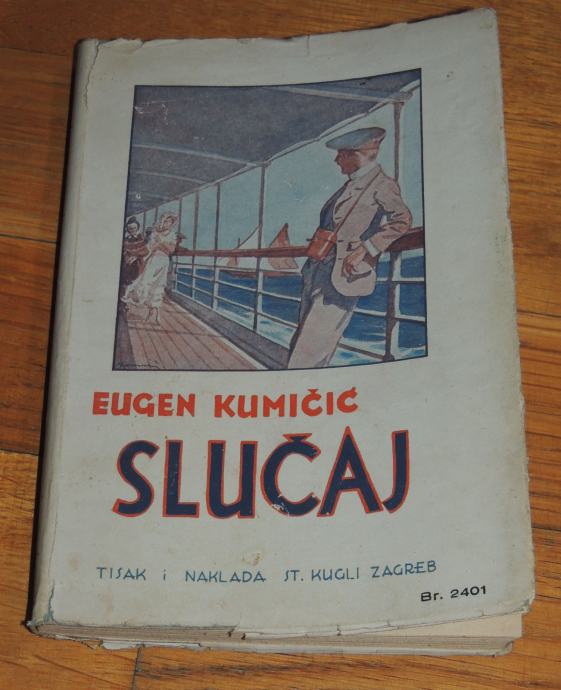 EUGEN KUMIČIĆ
SLUČAJ
TISAK i NAKLADA ST. KUGLI ZAGREB
Br. 2401